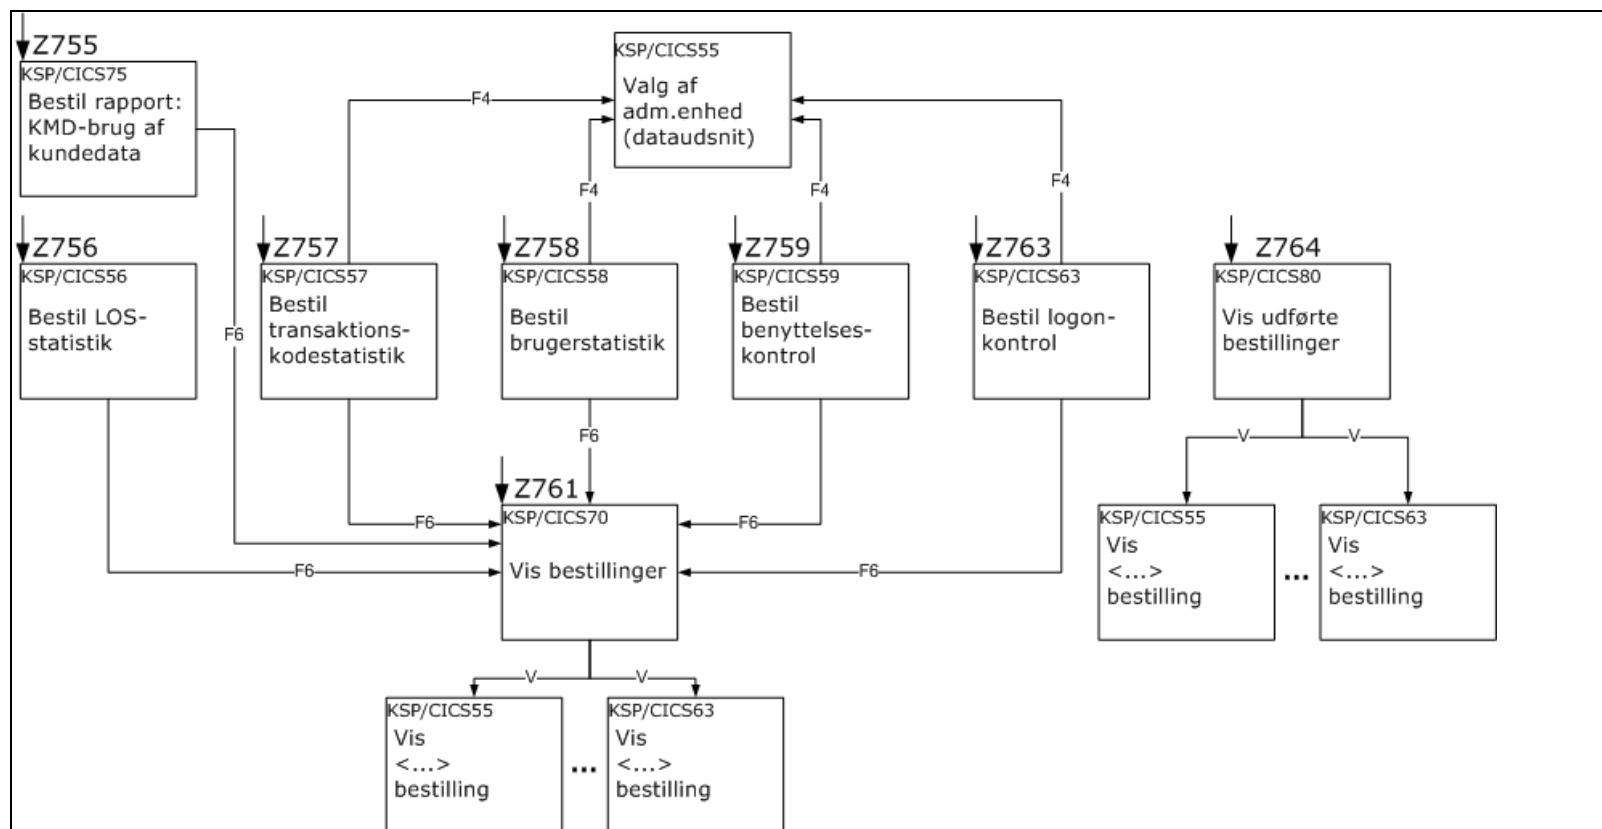 Z755
KSP/CICS75
Bestil rapport:
KMD-brug af
kundedata
KSP/CICS55
Valg af
adm.enhed
(dataudsnit)
F4
F4
F4
F4
Z756
KSP/CICS56
Bestil LOS-
statistik
F6
Z757
KSP/CICS57
Bestil
transaktions-
kodestatistik
Z758
KSP/CICS58
Bestil
brugerstatistik
Z759
KSP/CICS59
Bestil
benyttelses-
kontrol
Z763
KSP/CICS63
Bestil logon-
kontrol
Z764
KSP/CICS80
Vis udførte
bestillinger
F6
F6
F6
F6
F6
V
V
Z761
KSP/CICS70
Vis bestillinger
KSP/CICS55
Vis
<...>
bestilling
...
KSP/CICS63
Vis
<...>
bestilling
V
V
KSP/CICS55
Vis
<...>
bestilling
...
KSP/CICS63
Vis
<...>
bestilling